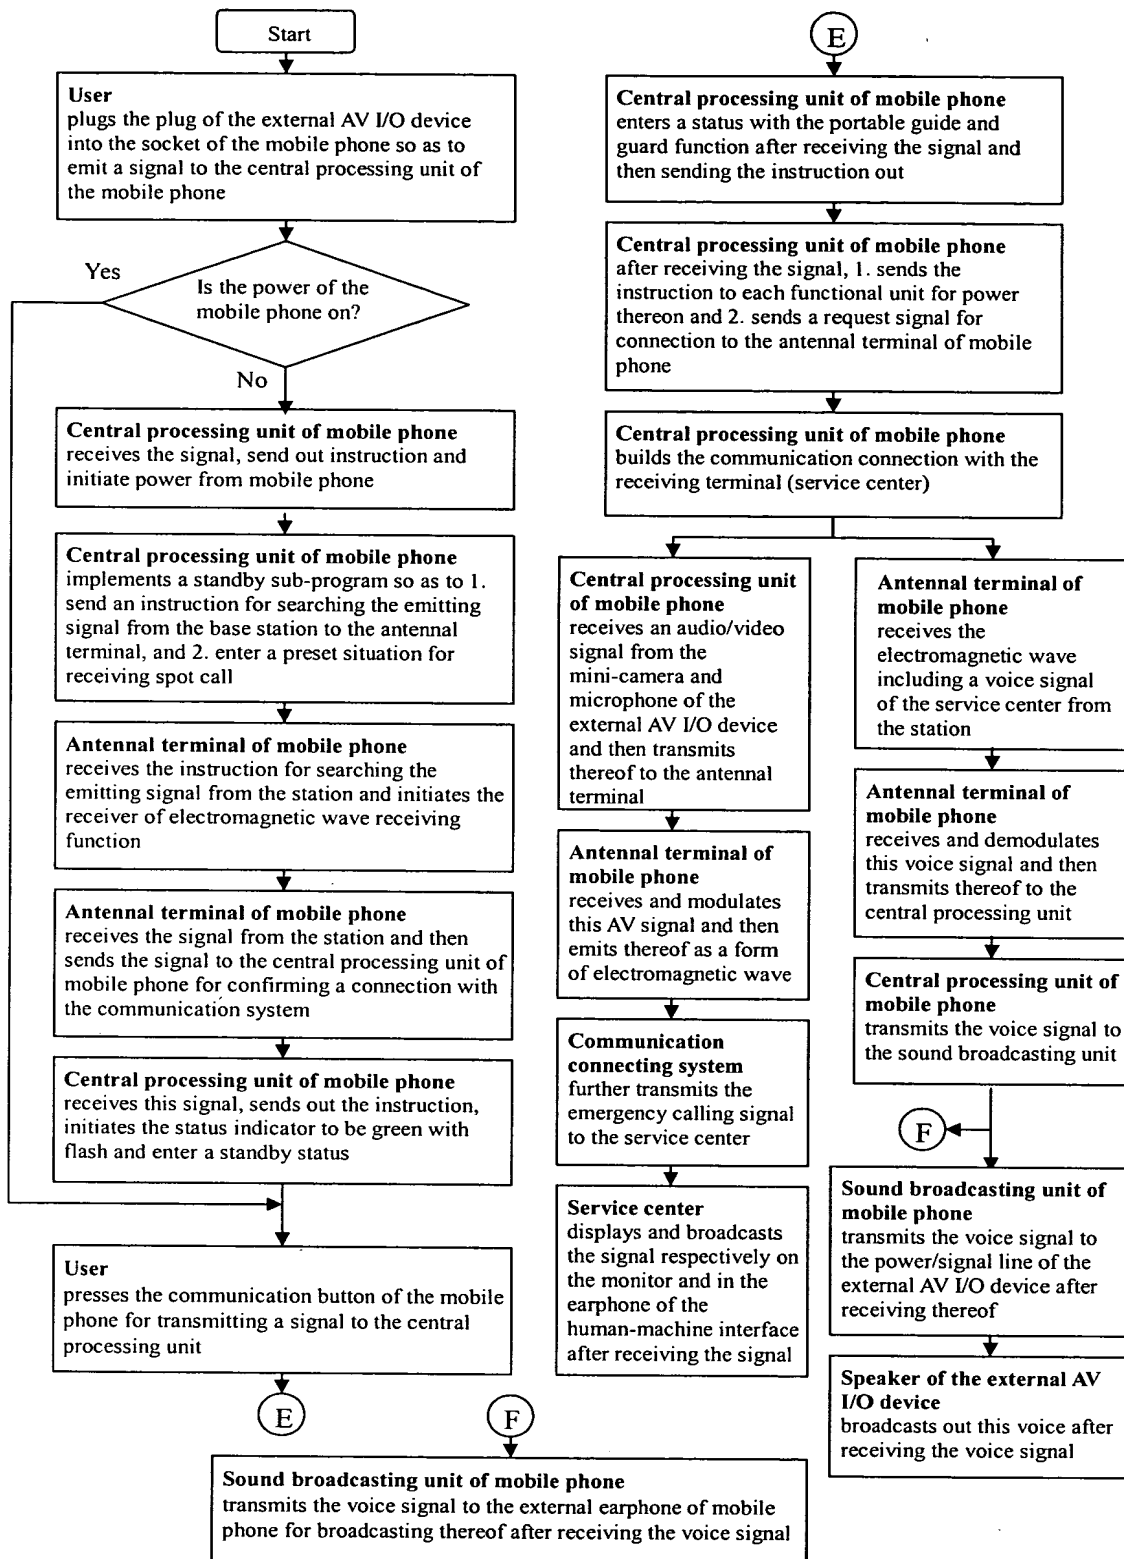 Start
User
plugs the plug of the external AV I/O device
into the socket of the mobile phone so as to
emit a signal to the central processing unit of
the mobile phone
Yes
Is the power of the
mobile phone on?
No
Central processing unit of mobile phone
receives the signal, send out instruction and
initiate power from mobile phone
Central processing unit of mobile phone
implements a standby sub-program so as to 1.
send an instruction for searching the emitting
signal from the base station to the antennal
terminal, and 2. enter a preset situation for
receiving spot call
Antennal terminal of mobile phone
receives the instruction for searching the
emitting signal from the station and initiates the
receiver of electromagnetic wave receiving
function
Antennal terminal of mobile phone
receives the signal from the station and then
sends the signal to the central processing unit of
mobile phone for confirming a connection with
the communication system
Central processing unit of mobile phone
receives this signal, sends out the instruction,
initiates the status indicator to be green with
flash and enter a standby status
User
presses the communication button of the mobile
phone for transmitting a signal to the central
processing unit
E
E
Central processing unit of mobile phone
enters a status with the portable guide and
guard function after receiving the signal and
then sending the instruction out
Central processing unit of mobile phone
after receiving the signal, 1. sends the
instruction to each functional unit for power
thereon and 2. sends a request signal for
connection to the antennal terminal of mobile
phone
Central processing unit of mobile phone
builds the communication connection with the
receiving terminal (service center)
Central processing unit
of mobile phone
receives an audio/video
signal from the
mini-camera and
microphone of the
external AV I/O device
and then transmits
thereof to the antennal
terminal
Antennal terminal of
mobile phone
receives and modulates
this AV signal and then
emits thereof as a form
of electromagnetic wave
Communication
connecting system
further transmits the
emergency calling signal
to the service center
Service center
displays and broadcasts
the signal respectively on
the monitor and in the
earphone of the
human-machine interface
after receiving the signal
Antennal terminal of
mobile phone
receives the
electromagnetic wave
including a voice signal
of the service center from
the station
Antennal terminal of
mobile phone
receives and demodulates
this voice signal and then
transmits thereof to the
central processing unit
Central processing unit of
mobile phone
transmits the voice signal to
the sound broadcasting unit
F
Sound broadcasting unit of
mobile phone
transmits the voice signal to
the power/signal line of the
external AV I/O device after
receiving thereof
Speaker of the external AV
I/O device
broadcasts out this voice after
receiving the voice signal
F
Sound broadcasting unit of mobile phone
transmits the voice signal to the external earphone of mobile
phone for broadcasting thereof after receiving the voice signal